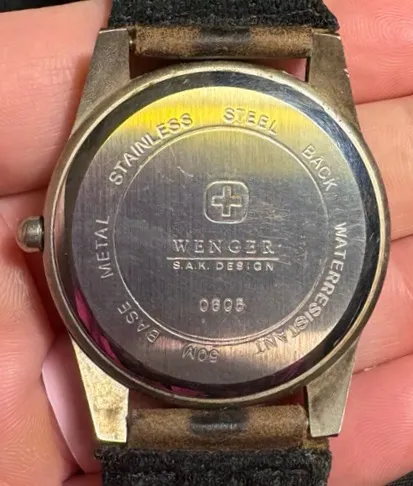 STAINLESS STEEL BACK
WATERRESISTANT
50M
BASE METAL
WENGER
S.A.K. DESIGN
0605